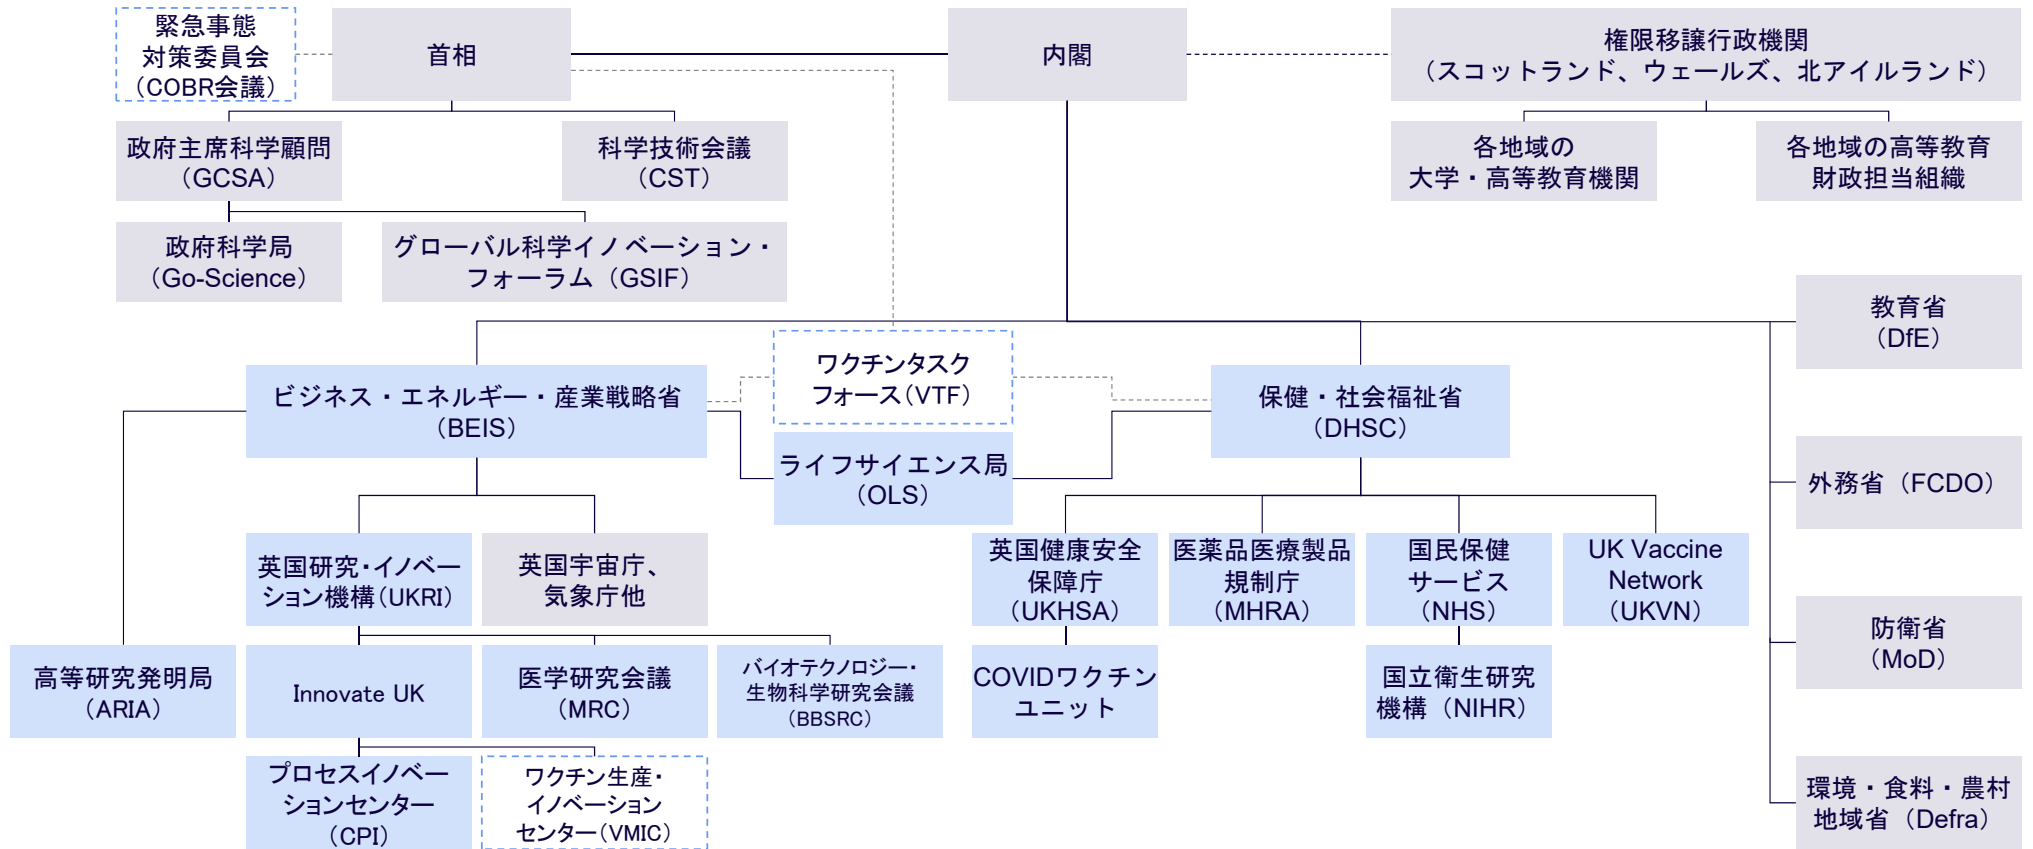 緊急事態
対策委員会
（COBR会議）
首相
内閣
権限移譲行政機関
（スコットランド、ウェールズ、北アイルランド）
政府主席科学顧問
（GCSA）
科学技術会議
（CST）
各地域の
大学・高等教育機関
各地域の高等教育
財政担当組織
政府科学局
（Go-Science）
グローバル科学イノベーション・
フォーラム（GSIF）
教育省
（DfE）
ワクチンタスク
フォース（VTF）
ビジネス・エネルギー・産業戦略省
（BEIS）
保健・社会福祉省
（DHSC）
ライフサイエンス局
（OLS）
外務省（FCDO）
英国研究・イノベー
ション機構（UKRI）
英国宇宙庁、
気象庁他
英国健康安全
保障庁
（UKHSA）
医薬品医療製品
規制庁
（MHRA）
国民保健
サービス
（NHS）
UK Vaccine
Network
（UKVN）
防衛省
（MoD）
高等研究発明局
（ARIA）
Innovate UK
医学研究会議
（MRC）
バイオテクノロジー・
生物科学研究会議
（BBSRC）
COVIDワクチン
ユニット
国立衛生研究
機構（NIHR）
プロセスイノベー
ションセンター
（CPI）
ワクチン生産・
イノベーション
センター（VMIC）
環境・食料・農村
地域省（Defra）